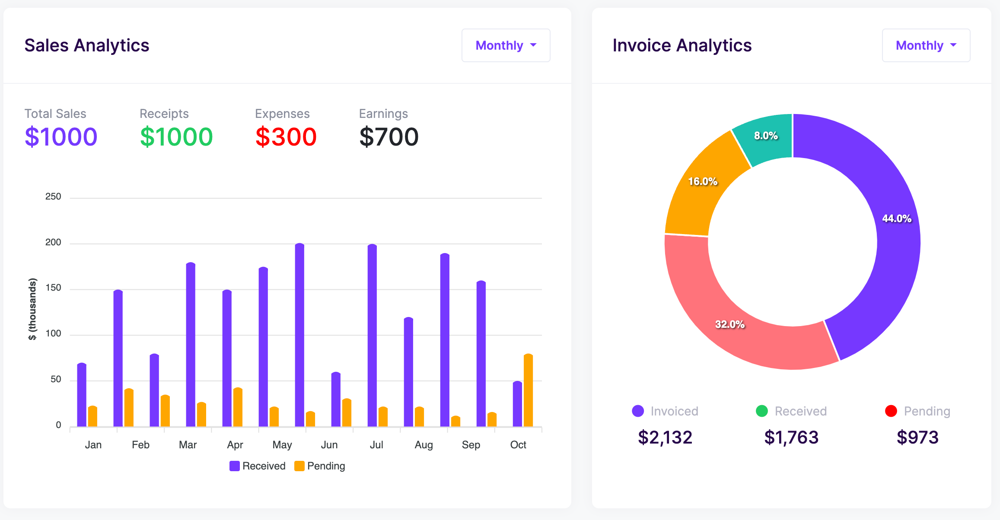 Sales Analytics
Monthly
Total Sales
$1000
Receipts
$1000
Expenses
$300
Earnings
$700
250
200
150
100
50
0
$ (thousands)
Jan Feb Mar Apr May Jun Jul Aug Sep Oct
Received Pending
Invoice Analytics
Monthly
8.0%
16.0%
44.0%
32.0%
Invoiced
$2,132
Received
$1,763
Pending
$973